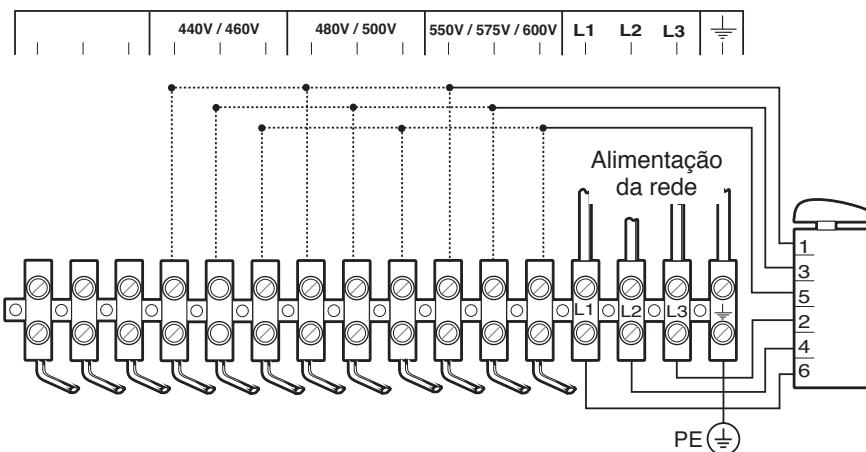 440V / 460V 480V / 500V 550V / 575V / 600V L1 L2 L3
Alimentação
da rede
1
3
5
2
4
6
L1 L2 L3
PE